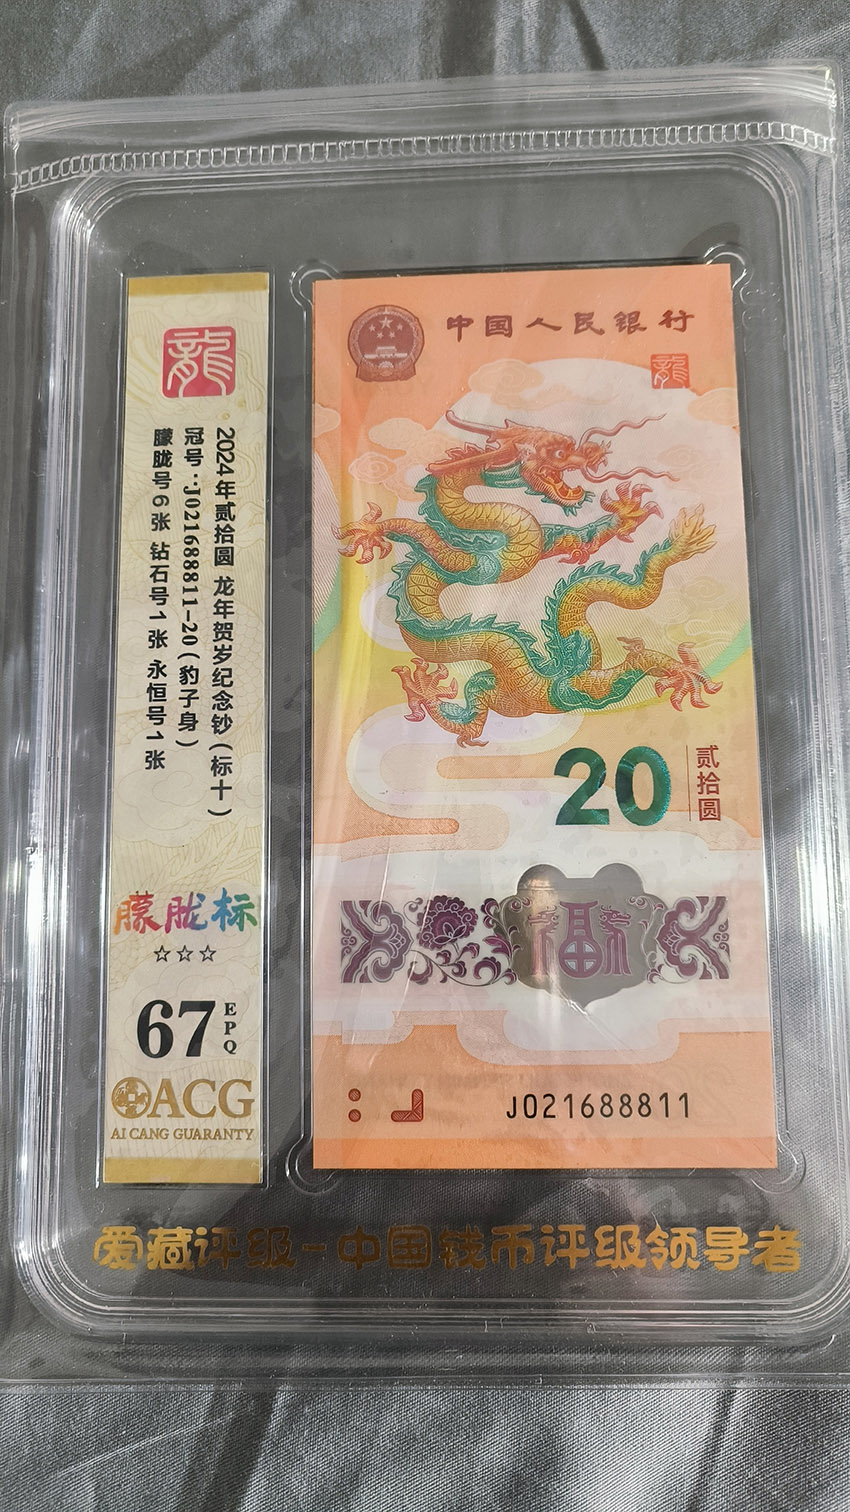 龍
2024年贰拾圆 龙年贺岁纪念钞(标十)
冠号:J021688811-20(豹子身)
朦胧号6张 钻石号1张 永恒号1张
朦胧标
☆☆☆
67 EPQ
ACG
AI CANG GUARANTY
中国人民银行
龍
20 贰拾圆
福
J021688811
爱藏评级-中国钱币评级领导者